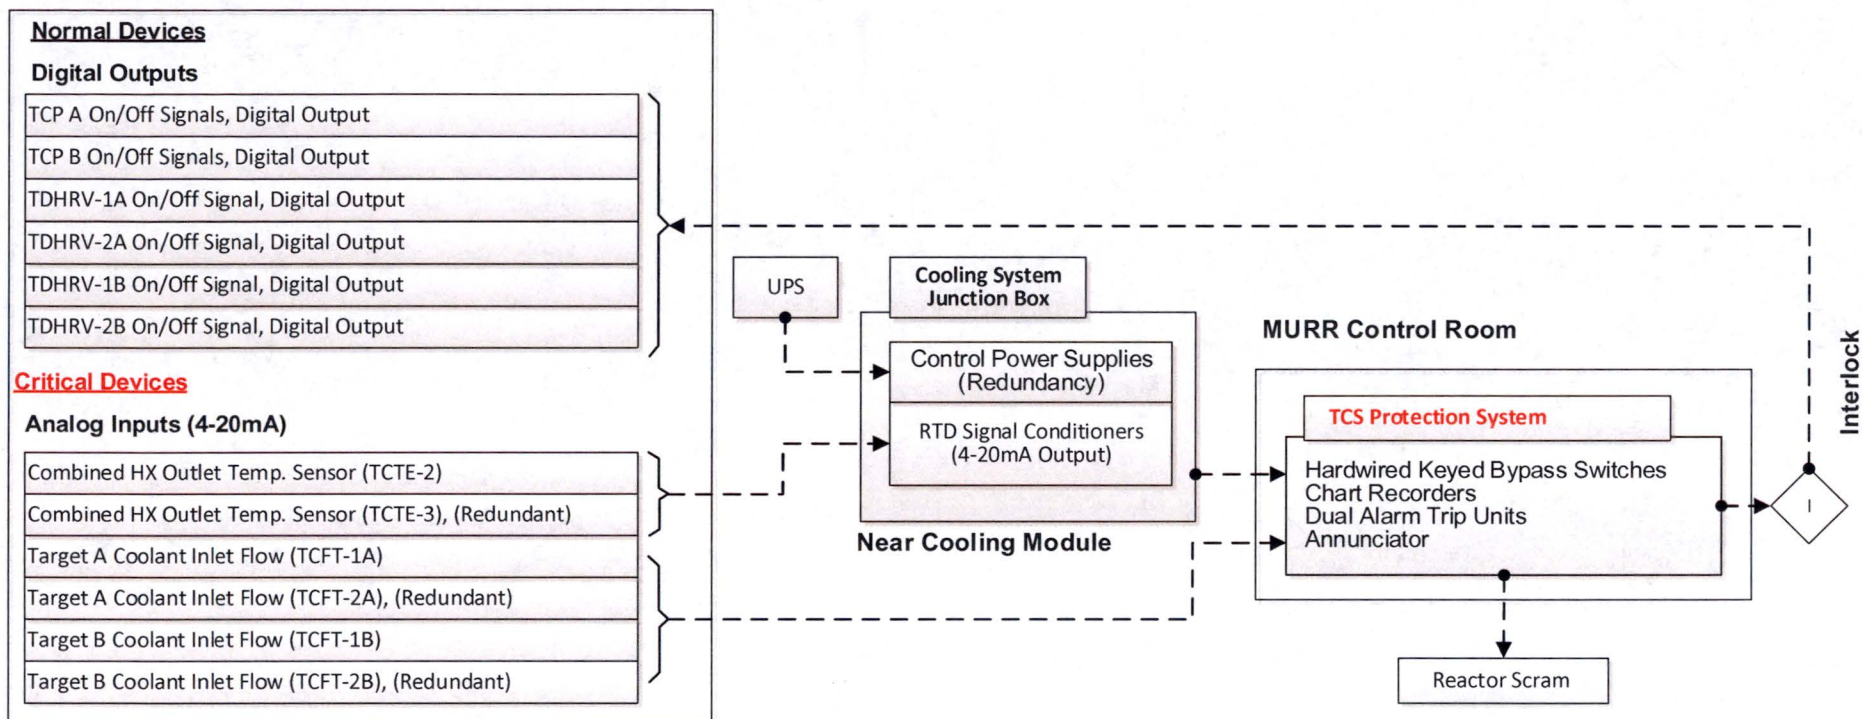 Normal Devices
Digital Outputs
TCP A On/Off Signals, Digital Output
TCP B On/Off Signals, Digital Output
TDHRV-1A On/Off Signal, Digital Output
TDHRV-2A On/Off Signal, Digital Output
TDHRV-1B On/Off Signal, Digital Output
TDHRV-2B On/Off Signal, Digital Output
Critical Devices
Analog Inputs (4-20mA)
Combined HX Outlet Temp. Sensor (TCTE-2)
Combined HX Outlet Temp. Sensor (TCTE-3), (Redundant)
Target A Coolant Inlet Flow (TCFT-1A)
Target A Coolant Inlet Flow (TCFT-2A), (Redundant)
Target B Coolant Inlet Flow (TCFT-1B)
Target B Coolant Inlet Flow (TCFT-2B), (Redundant)
UPS
Cooling System
Junction Box
Control Power Supplies
(Redundancy)
RTD Signal Conditioners
(4-20mA Output)
Near Cooling Module
MURR Control Room
TCS Protection System
Hardwired Keyed Bypass Switches
Chart Recorders
Dual Alarm Trip Units
Annunciator
Reactor Scram
I
Interlock